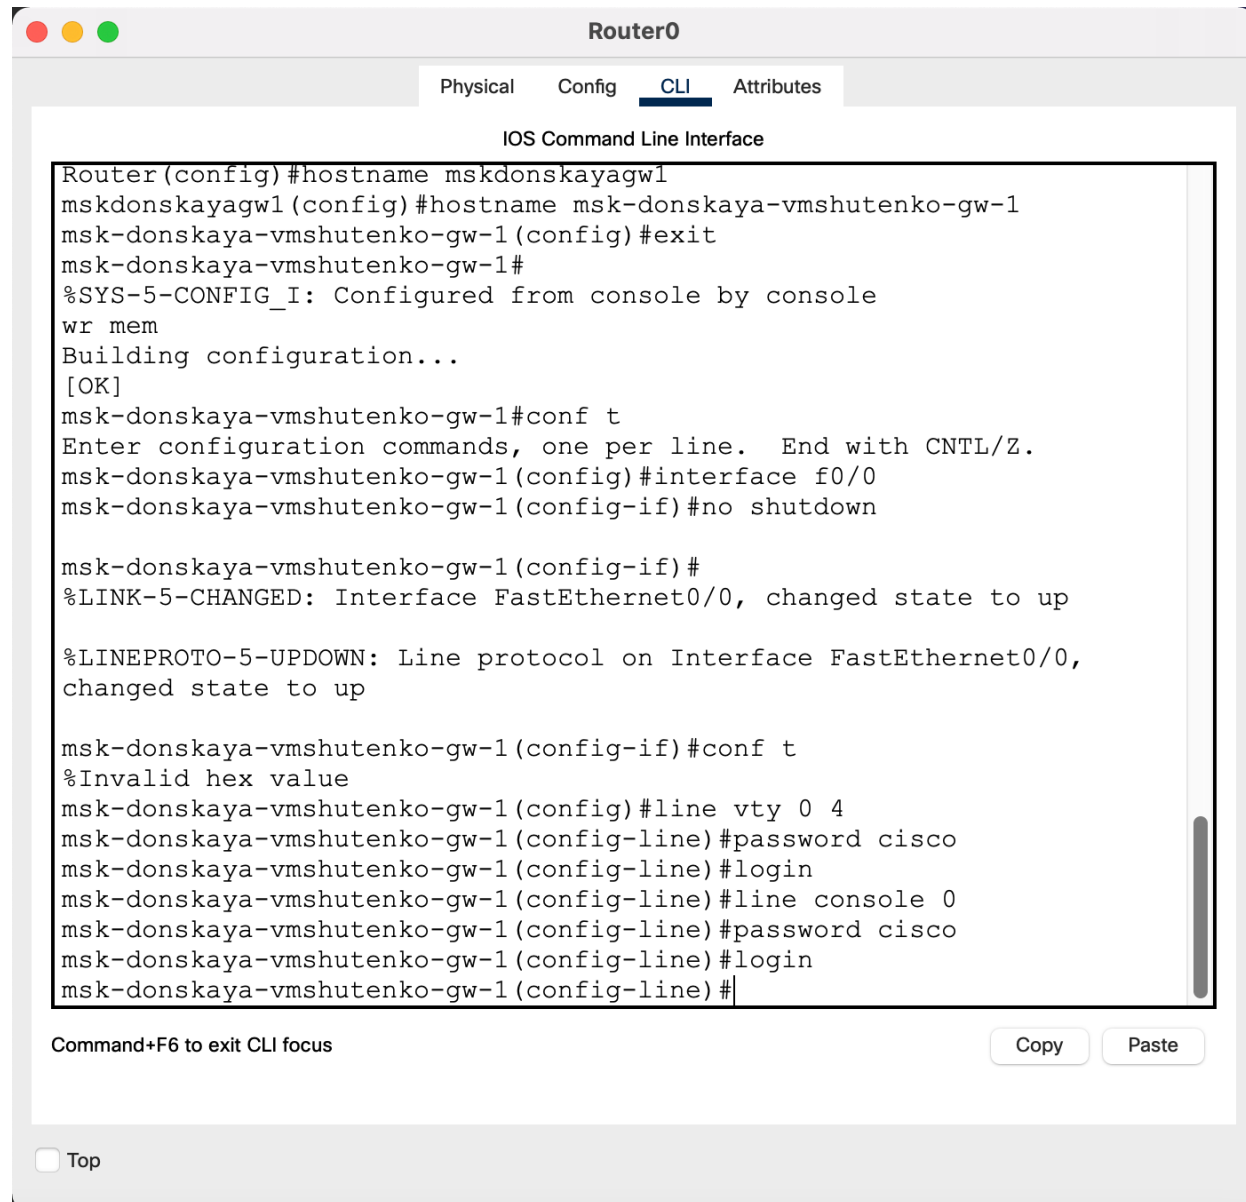 Router0
Physical Config CLI Attributes
IOS Command Line Interface
Router(config)#hostname mskdonskayagw1
mskdonskayagw1(config)#hostname msk-donskaya-vmshutenko-gw-1
msk-donskaya-vmshutenko-gw-1(config)#exit
msk-donskaya-vmshutenko-gw-1#
%SYS-5-CONFIG_I: Configured from console by console
wr mem
Building configuration...
[OK]
msk-donskaya-vmshutenko-gw-1#conf t
Enter configuration commands, one per line.  End with CNTL/Z.
msk-donskaya-vmshutenko-gw-1(config)#interface f0/0
msk-donskaya-vmshutenko-gw-1(config-if)#no shutdown
msk-donskaya-vmshutenko-gw-1(config-if)#
%LINK-5-CHANGED: Interface FastEthernet0/0, changed state to up
%LINEPROTO-5-UPDOWN: Line protocol on Interface FastEthernet0/0,
changed state to up
msk-donskaya-vmshutenko-gw-1(config-if)#conf t
%Invalid hex value
msk-donskaya-vmshutenko-gw-1(config)#line vty 0 4
msk-donskaya-vmshutenko-gw-1(config-line)#password cisco
msk-donskaya-vmshutenko-gw-1(config-line)#login
msk-donskaya-vmshutenko-gw-1(config-line)#line console 0
msk-donskaya-vmshutenko-gw-1(config-line)#password cisco
msk-donskaya-vmshutenko-gw-1(config-line)#login
msk-donskaya-vmshutenko-gw-1(config-line)#
Command+F6 to exit CLI focus
Copy Paste
Top